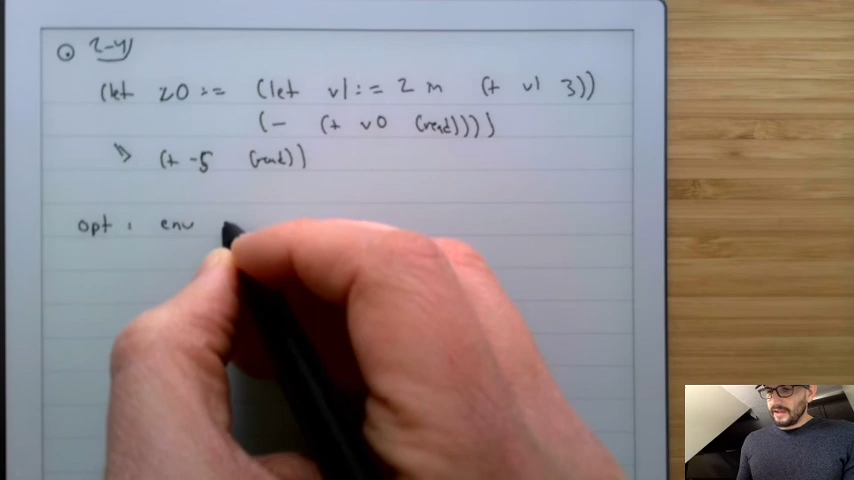 (let v0 := (let v1 := 2 in (+ v1 3))
(- (+ v0 (read))))
(+ -5 (read))
opt : env